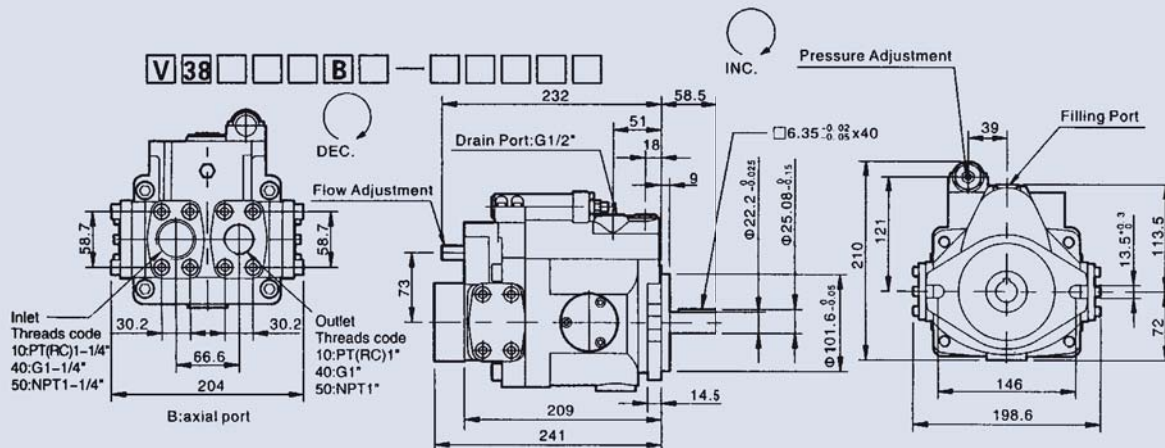 V 38 □ □ □ B □ — □ □ □ □ □
DEC.
INC.
Pressure Adjustment
Filling Port
Drain Port:G1/2"
Flow Adjustment
232
58.5
51
18
9
□6.35 -0.02 -0.05 x40
Φ22.2 0 -0.025
Φ25.08 0 -0.15
Φ101.6 0 -0.05
73
14.5
209
241
58.7
58.7
Inlet
Threads code
10:PT(RC)1-1/4"
40:G1-1/4"
50:NPT1-1/4"
30.2
30.2
66.6
204
Outlet
Threads code
10:PT(RC)1"
40:G1"
50:NPT1"
B:axial port
39
210
121
13.5 +0.3 0
113.5
72
146
198.6